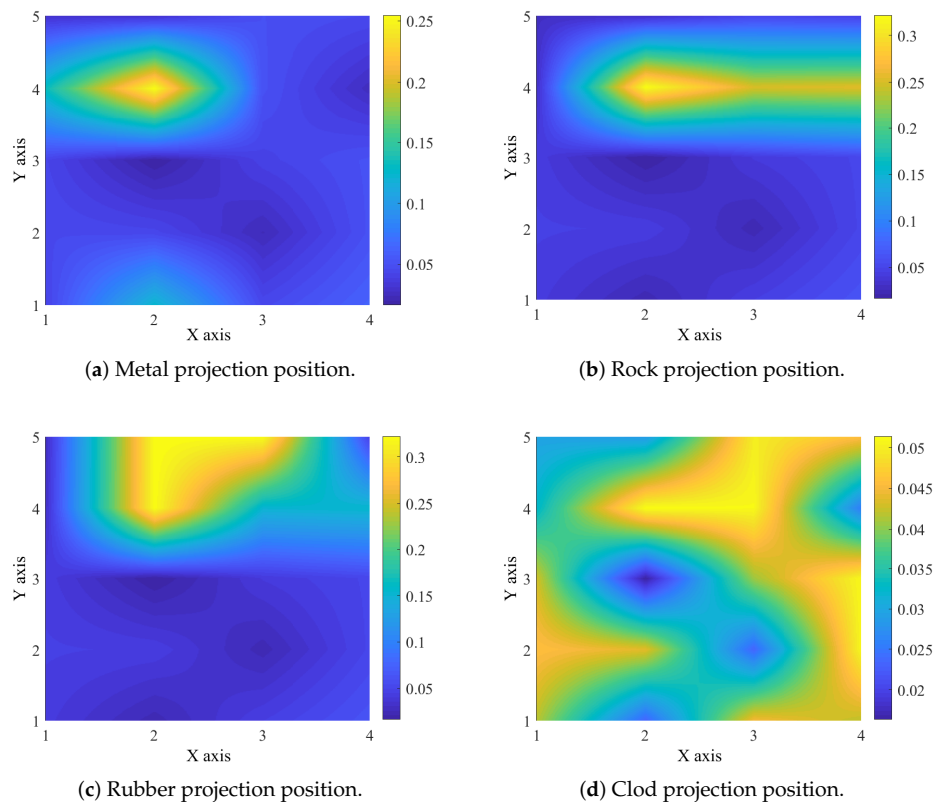 5
4
3
2
1
Y axis
1 2 3 4
X axis
0.25
0.2
0.15
0.1
0.05
(a) Metal projection position.
5
4
3
2
1
Y axis
1 2 3 4
X axis
0.3
0.25
0.2
0.15
0.1
0.05
(b) Rock projection position.
5
4
3
2
1
Y axis
1 2 3 4
X axis
0.3
0.25
0.2
0.15
0.1
0.05
(c) Rubber projection position.
5
4
3
2
1
Y axis
1 2 3 4
X axis
0.05
0.045
0.04
0.035
0.03
0.025
0.02
(d) Clod projection position.